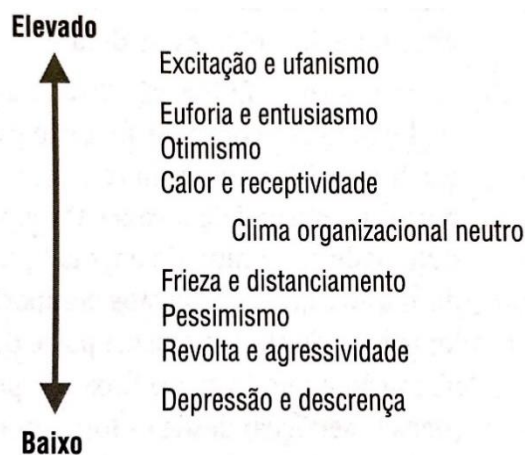 Elevado
Excitação e ufanismo
Euforia e entusiasmo
Otimismo
Calor e receptividade
Clima organizacional neutro
Frieza e distanciamento
Pessimismo
Revolta e agressividade
Depressão e descrença
Baixo